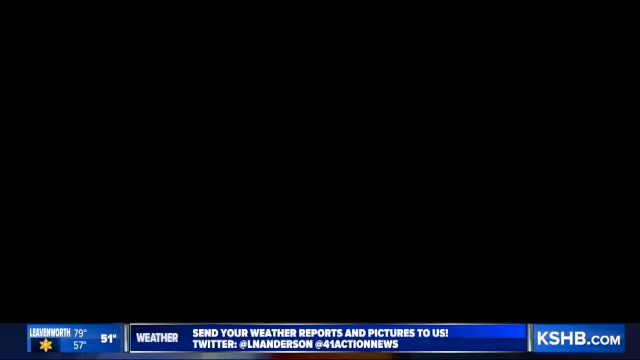 LEAVENWORTH 79°
57°
51°
WEATHER
SEND YOUR WEATHER REPORTS AND PICTURES TO US!
TWITTER: @LNANDERSON @41ACTIONNEWS
KSHB.COM